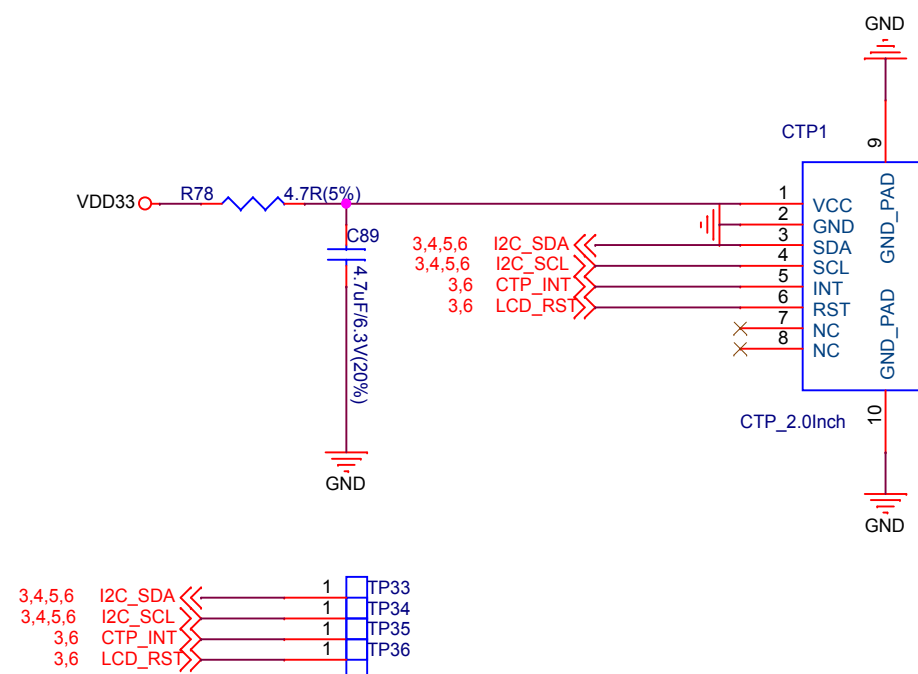 GND
CTP1
9
VDD33 R78 4.7R(5%)
C89
4.7uF/6.3V(20%)
GND
1 VCC
2 GND
3,4,5,6 I2C_SDA 3 SDA
3,4,5,6 I2C_SCL 4 SCL
3,6 CTP_INT 5 INT
3,6 LCD_RST 6 RST
7 NC
8 NC
GND_PAD
GND_PAD
10
CTP_2.0Inch
GND
3,4,5,6 I2C_SDA 1 TP33
3,4,5,6 I2C_SCL 1 TP34
3,6 CTP_INT 1 TP35
3,6 LCD_RST 1 TP36